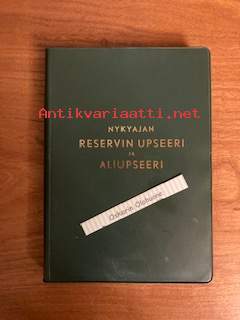 Antikvariaatti.net
NYKYAJAN
RESERVIN UPSEERI
JA
ALIUPSEERI